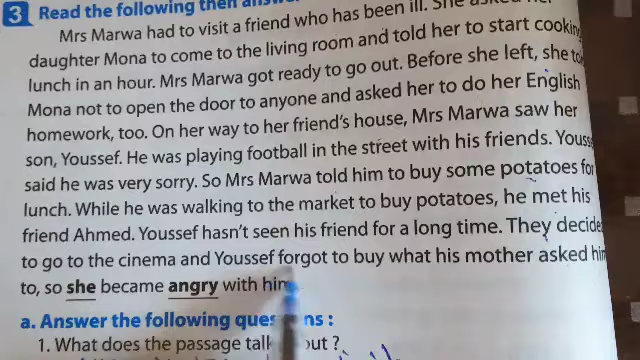 3 Read the following then
Mrs Marwa had to visit a friend who has been ill. She asked her
daughter Mona to come to the living room and told her to start cooking
lunch in an hour. Mrs Marwa got ready to go out. Before she left, she
Mona not to open the door to anyone and asked her to do her English
homework, too. On her way to her friend's house, Mrs Marwa saw her
son, Youssef. He was playing football in the street with his friends.
said he was very sorry. So Mrs Marwa told him to buy some potatoes for
lunch. While he was walking to the market to buy potatoes, he met his
friend Ahmed. Youssef hasn't seen his friend for a long time. They
to go to the cinema and Youssef forgot to buy what his mother asked
to, so she became angry with
a. Answer the following
1. What does the passage